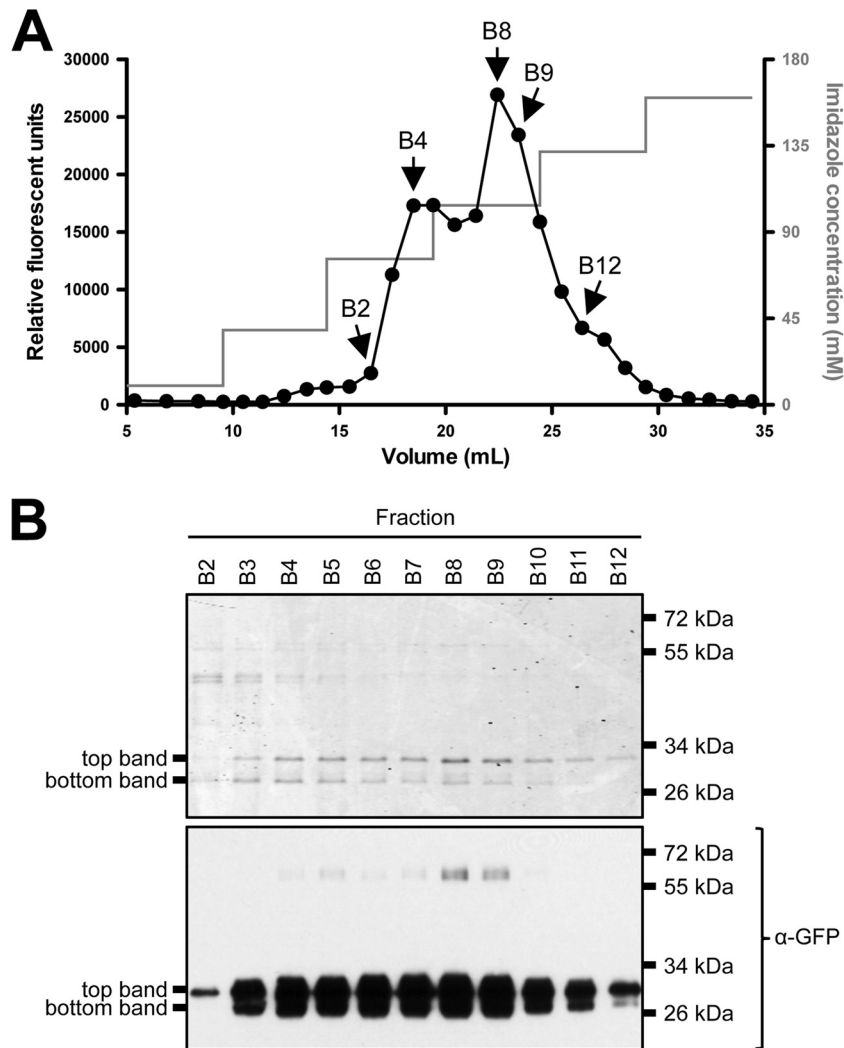 A
B8
B9
B4
B12
B2
Relative fluorescent units
30000
25000
20000
15000
10000
5000
0
180
135
90
45
0
Imidazole concentration (mM)
5 10 15 20 25 30 35
Volume (mL)
B
Fraction
B2 B3 B4 B5 B6 B7 B8 B9 B10 B11 B12
72 kDa
55 kDa
34 kDa
top band
bottom band
26 kDa
72 kDa
55 kDa
α-GFP
34 kDa
top band
bottom band
26 kDa